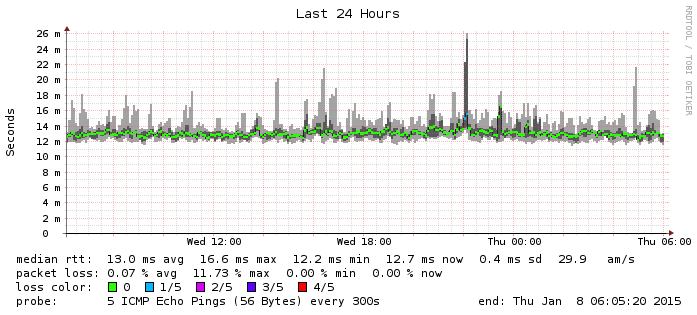 Last 24 Hours
RRDTOOL / TOBI OETIKER
Seconds
26 m
24 m
22 m
20 m
18 m
16 m
14 m
12 m
10 m
8 m
6 m
4 m
2 m
0
Wed 12:00 Wed 18:00 Thu 00:00 Thu 06:00
median rtt: 13.0 ms avg 16.6 ms max 12.2 ms min 12.7 ms now 0.4 ms sd 29.9 am/s
packet loss: 0.07 % avg 11.73 % max 0.00 % min 0.00 % now
loss color: 0 1/5 2/5 3/5 4/5
probe: 5 ICMP Echo Pings (56 Bytes) every 300s end: Thu Jan 8 06:05:20 2015